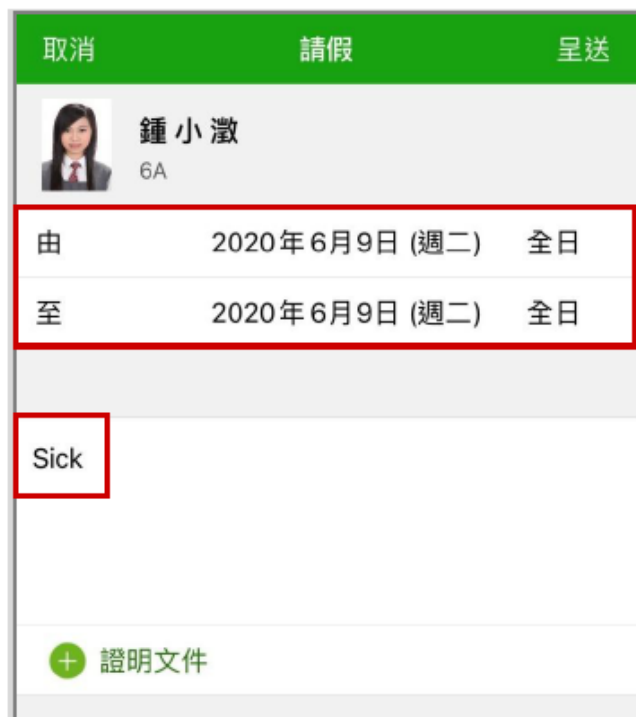 取消 請假 呈送
鍾小澂
6A
由 2020年6月9日 (週二) 全日
至 2020年6月9日 (週二) 全日
Sick
證明文件